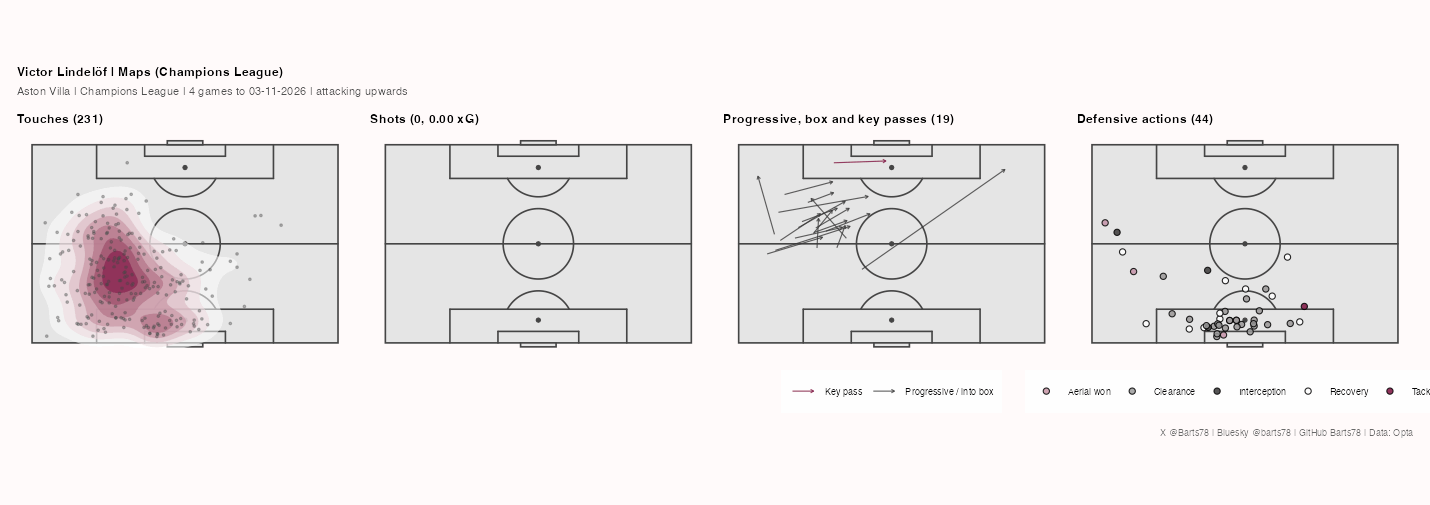 Victor Lindelöf | Maps (Champions League)
Aston Villa | Champions League | 4 games to 03-11-2026 | attacking upwards
Touches (231)
Shots (0, 0.00 xG)
Progressive, box and key passes (19)
Defensive actions (44)
Key pass
Progressive / into box
Aerial won
Clearance
Interception
Recovery
Tack
X @Barts78 | Bluesky @barts78 | GitHub Barts78 | Data: Opta